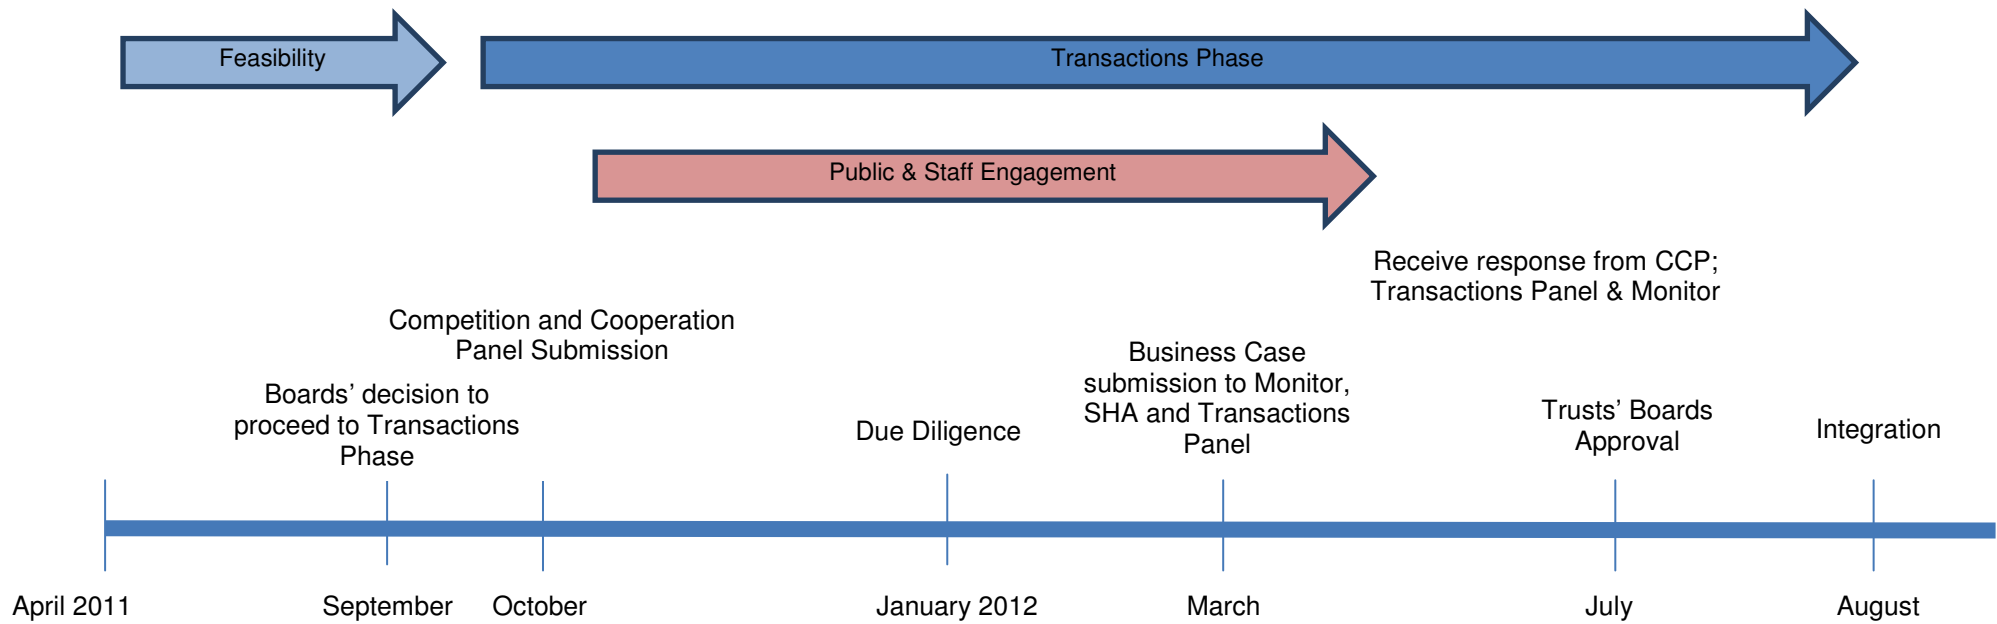 Feasibility
Transactions Phase
Public & Staff Engagement
Receive response from CCP;
Transactions Panel & Monitor
Competition and Cooperation
Panel Submission
Boards’ decision to
proceed to Transactions
Phase
Due Diligence
Business Case
submission to Monitor,
SHA and Transactions
Panel
Trusts’ Boards
Approval
Integration
April 2011
September
October
January 2012
March
July
August